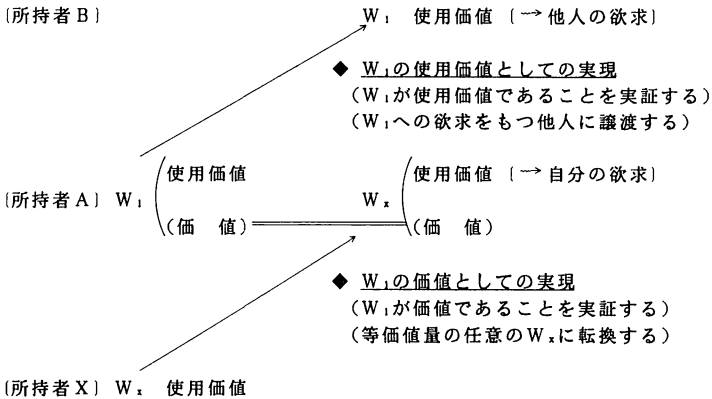 〔所持者B〕 W₁ 使用価値〔→他人の欲求〕
◆ W₁の使用価値としての実現
（W₁が使用価値であることを実証する）
（W₁への欲求をもつ他人に譲渡する）
使用価値 使用価値〔→自分の欲求〕
〔所持者A〕 W₁ Wₓ
（価 値） （価 値）
◆ W₁の価値としての実現
（W₁が価値であることを実証する）
（等価値量の任意のWₓに転換する）
〔所持者X〕 Wₓ 使用価値